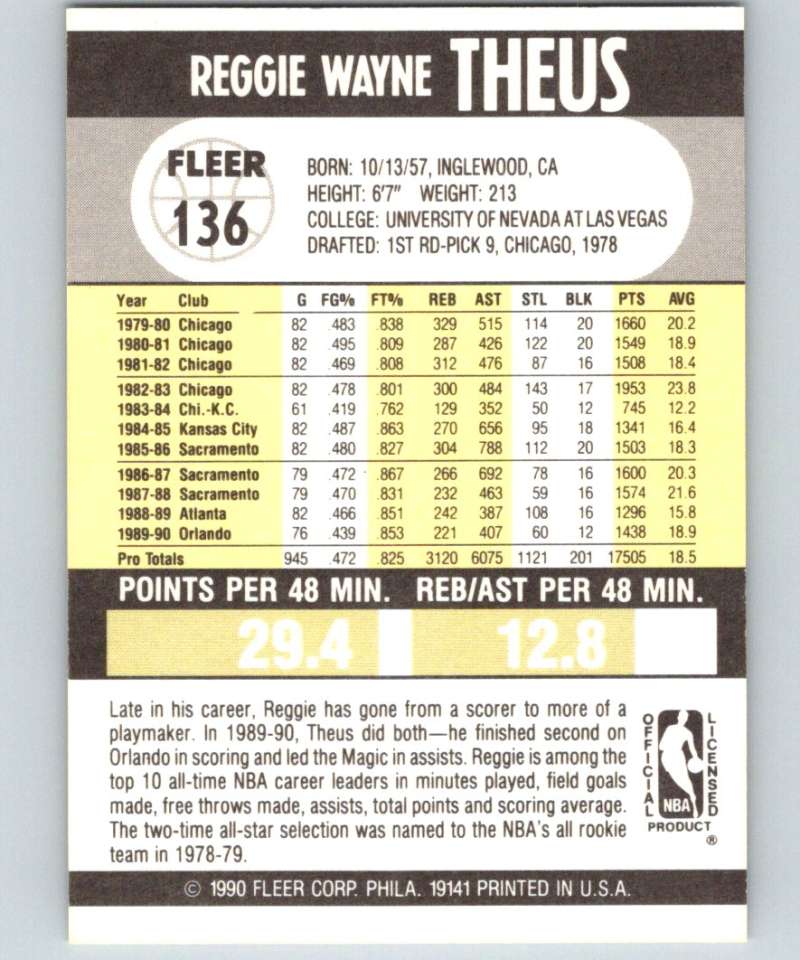 REGGIE WAYNE THEUS
FLEER
136
BORN: 10/13/57, INGLEWOOD, CA
HEIGHT: 6'7" WEIGHT: 213
COLLEGE: UNIVERSITY OF NEVADA AT LAS VEGAS
DRAFTED: 1ST RD-PICK 9, CHICAGO, 1978
Year Club G FG% FT% REB AST STL BLK PTS AVG
1979-80 Chicago 82 .483 .838 329 515 114 20 1660 20.2
1980-81 Chicago 82 .495 .809 287 426 122 20 1549 18.9
1981-82 Chicago 82 .469 .808 312 476 87 16 1508 18.4
1982-83 Chicago 82 .478 .801 300 484 143 17 1953 23.8
1983-84 Chi.-K.C. 61 .419 .762 129 352 50 12 745 12.2
1984-85 Kansas City 82 .487 .863 270 656 95 18 1341 16.4
1985-86 Sacramento 82 .480 .827 304 788 112 20 1503 18.3
1986-87 Sacramento 79 .472 .867 266 692 78 16 1600 20.3
1987-88 Sacramento 79 .470 .831 232 463 59 16 1574 21.6
1988-89 Atlanta 82 .466 .851 242 387 108 16 1296 15.8
1989-90 Orlando 76 .439 .853 221 407 60 12 1438 18.9
Pro Totals 945 .472 .825 3120 6075 1121 201 17505 18.5
POINTS PER 48 MIN. REB/AST PER 48 MIN.
29.4 12.8
Late in his career, Reggie has gone from a scorer to more of a
playmaker. In 1989-90, Theus did both—he finished second on
Orlando in scoring and led the Magic in assists. Reggie is among the
top 10 all-time NBA career leaders in minutes played, field goals
made, free throws made, assists, total points and scoring average.
The two-time all-star selection was named to the NBA's all rookie
team in 1978-79.
OFFICIAL LICENSED
NBA
PRODUCT
®
© 1990 FLEER CORP. PHILA. 19141 PRINTED IN U.S.A.